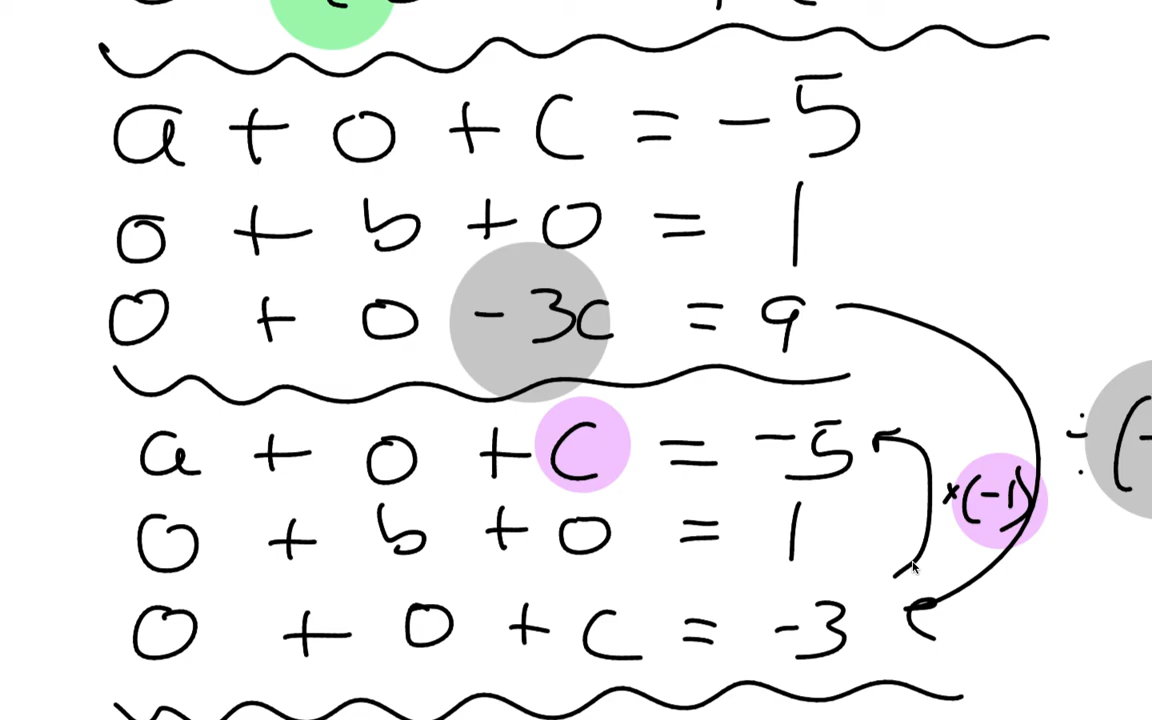 a + 0 + c = -5
0 + b + 0 = 1
0 + 0 - 3c = 9
a + 0 + c = -5
×(-1)
÷ (-
0 + b + 0 = 1
0 + 0 + c = -3